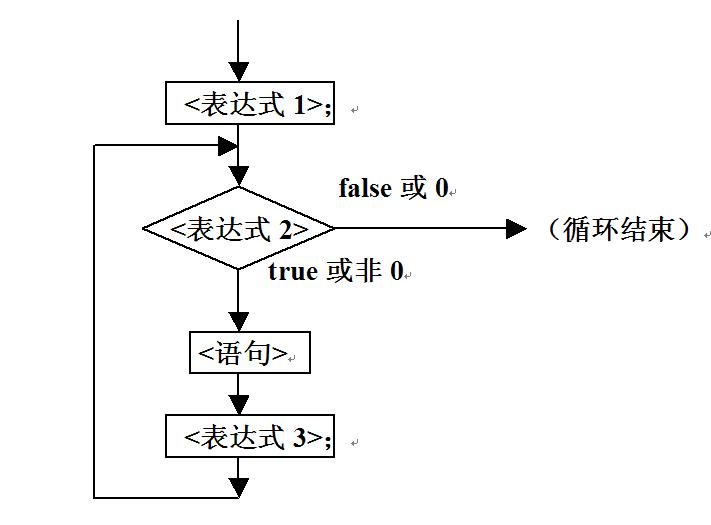 <表达式 1>;
false 或 0
<表达式 2>
（循环结束）
true 或非 0
<语句>
<表达式 3>;